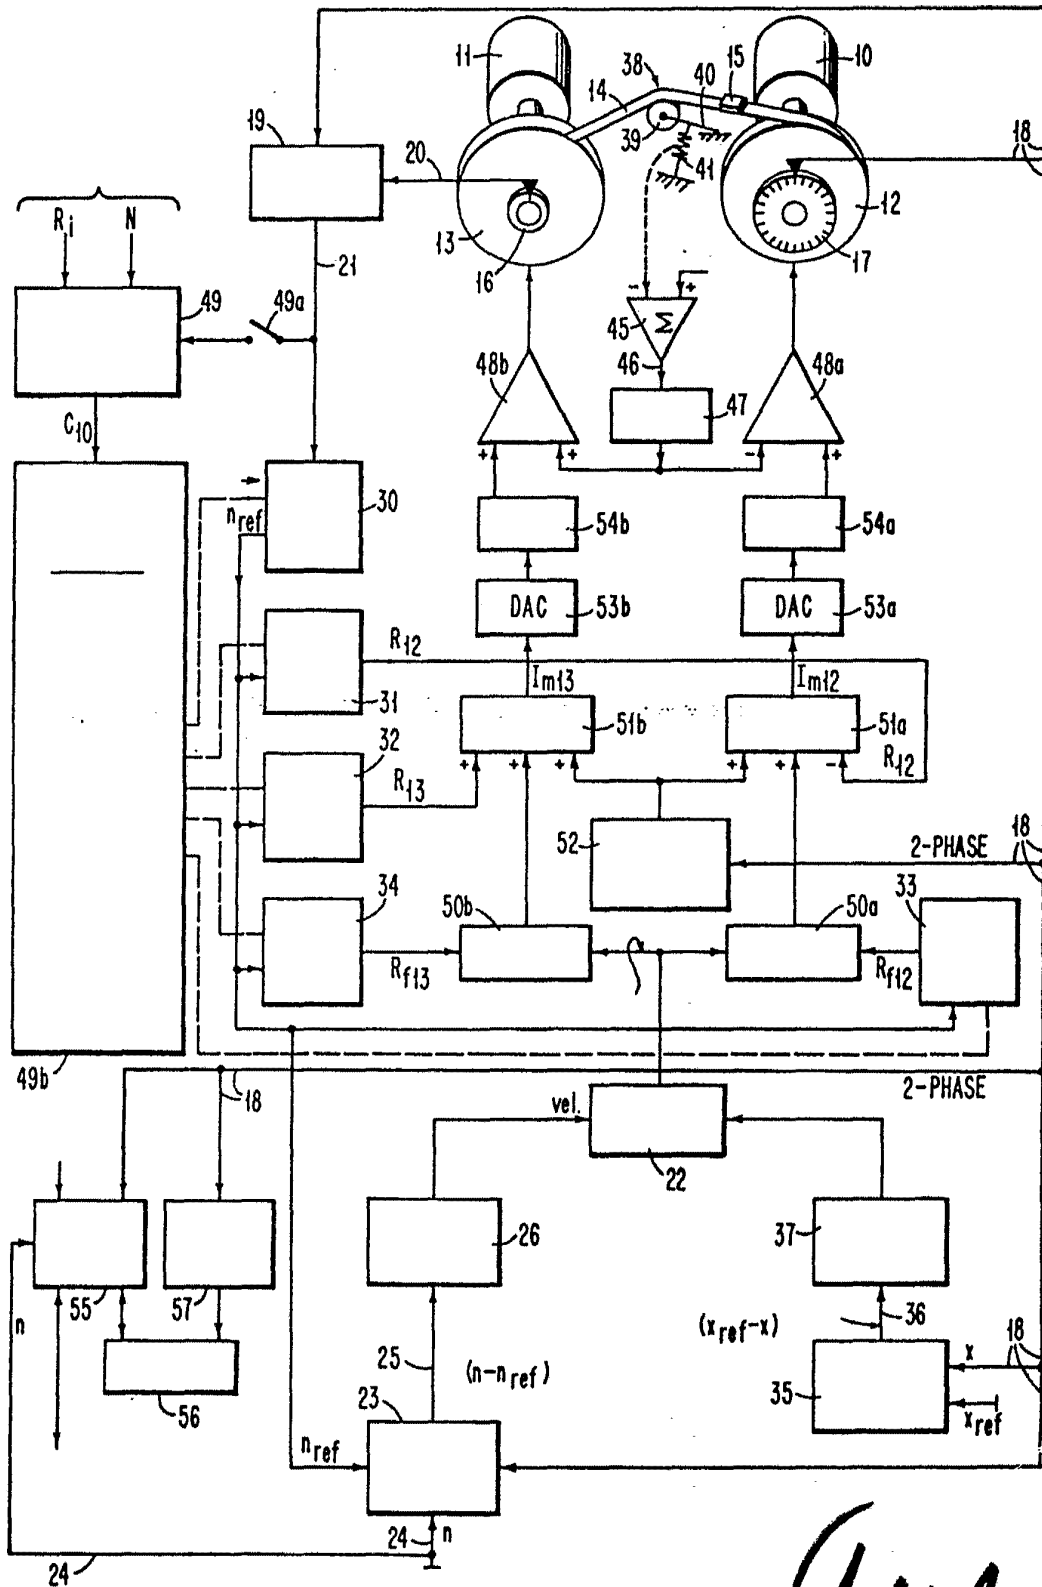 11
38
14
15
40
10
39
41
18
19
20
13
16
12
17
R_i N
21
49
49a
- +
45
M
46
48b
48a
47
C_10
+ + - +
n_ref
30
54b
54a
DAC
53b
DAC
53a
R_12
31
I_m13
I_m12
51b
51a
32
R_13
+ + + + + -
R_12
52
2-PHASE
18
34
50b
50a
33
R_f13
R_f12
49b
18
2-PHASE
vel.
22
26
37
55
57
n
56
25
(n-n_ref)
(x_ref-x)
36
18
x
35
x_ref
23
n_ref
24
n
24